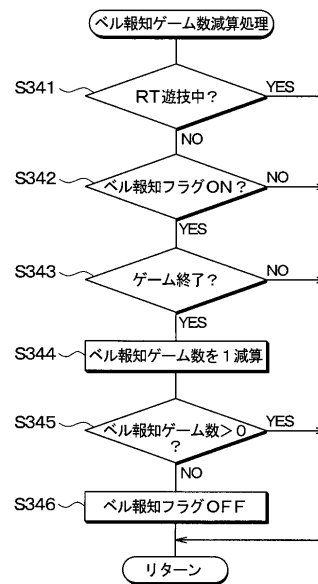 ベル報知ゲーム数減算処理
S341
RT遊技中?
YES
NO
S342
ベル報知フラグON?
NO
YES
S343
ゲーム終了?
NO
YES
S344
ベル報知ゲーム数を1減算
S345
ベル報知ゲーム数>0
?
YES
NO
S346
ベル報知フラグOFF
リターン